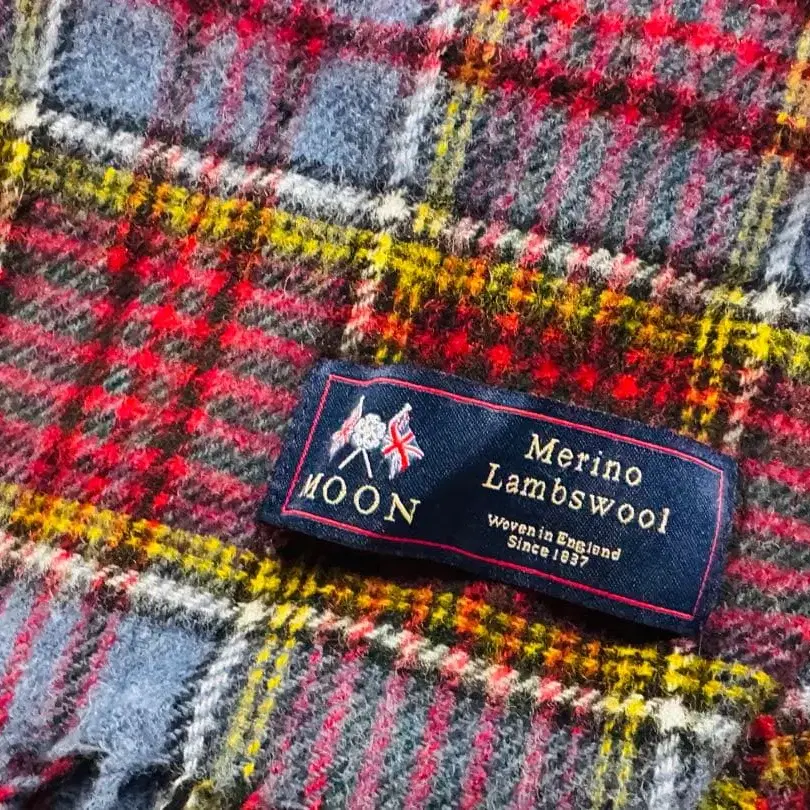 MOON
Merino
Lambswool
Woven in England
Since 1837